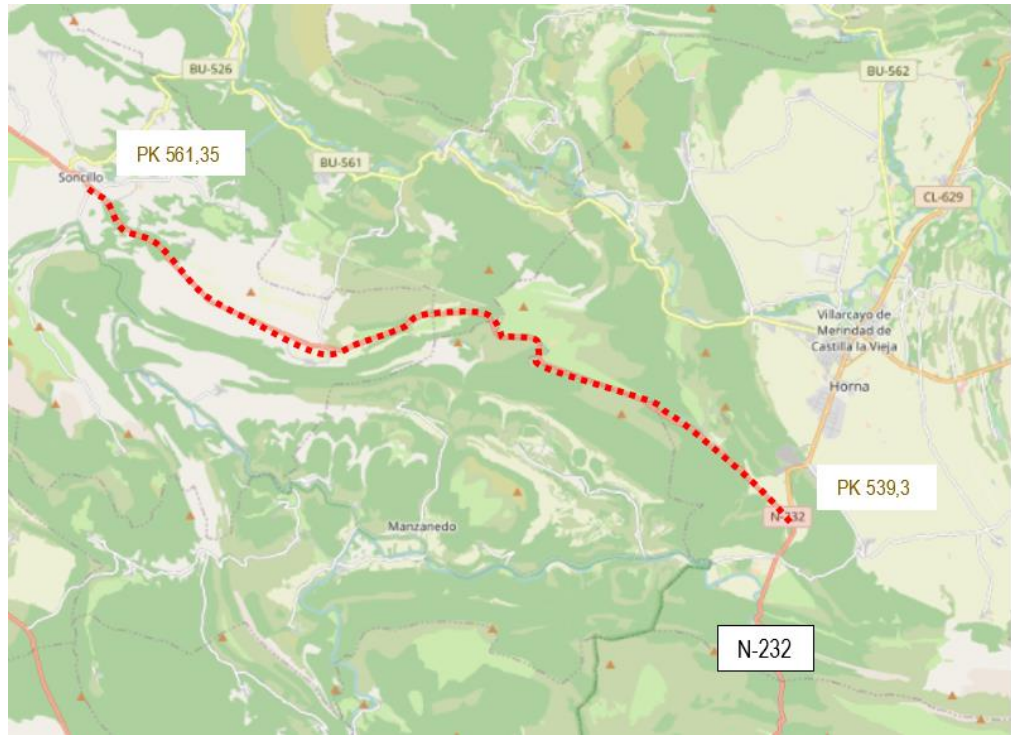 BU-526
BU-562
PK 561,35
BU-561
Soncillo
CL-629
Villarcayo de
Merindad de
Castilla la Vieja
Horna
PK 539,3
N-232
Manzanedo
N-232